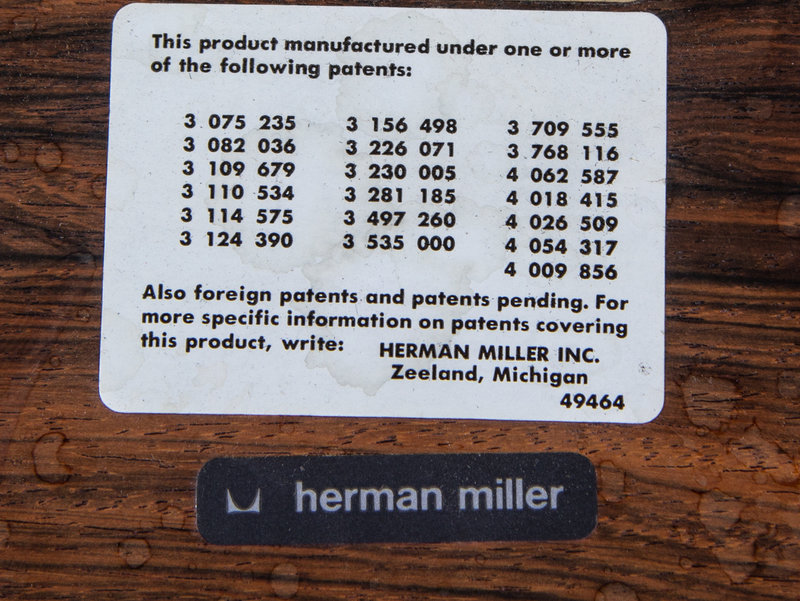 This product manufactured under one or more
of the following patents:
3 075 235 3 156 498 3 709 555
3 082 036 3 226 071 3 768 116
3 109 679 3 230 005 4 062 587
3 110 534 3 281 185 4 018 415
3 114 575 3 497 260 4 026 509
3 124 390 3 535 000 4 054 317
4 009 856
Also foreign patents and patents pending. For
more specific information on patents covering
this product, write: HERMAN MILLER INC.
Zeeland, Michigan
49464
herman miller